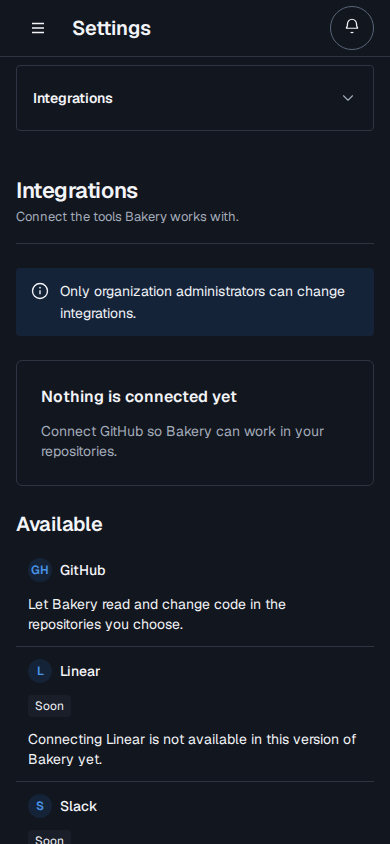 Settings
Integrations
Integrations
Connect the tools Bakery works with.
Only organization administrators can change
integrations.
Nothing is connected yet
Connect GitHub so Bakery can work in your
repositories.
Available
GH GitHub
Let Bakery read and change code in the
repositories you choose.
L Linear
Soon
Connecting Linear is not available in this version of
Bakery yet.
S Slack
Soon